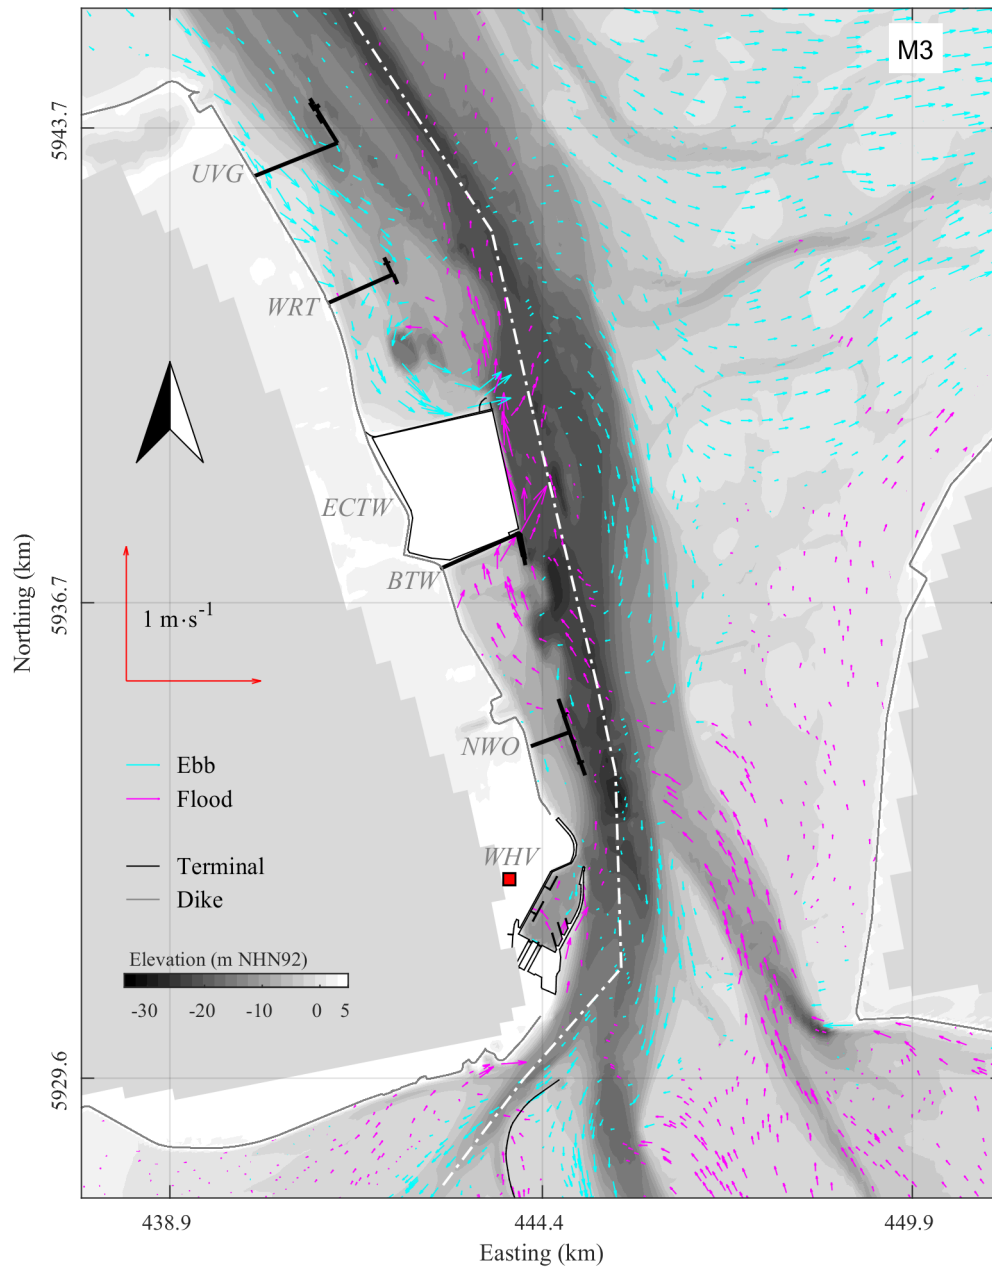 M3
5943.7
UVG
WRT
ECTW
BTW
5936.7
1 m·s⁻¹
Northing (km)
NWO
Ebb
Flood
WHV
Terminal
Dike
Elevation (m NHN92)
-30 -20 -10 0 5
5929.6
438.9 444.4 449.9
Easting (km)